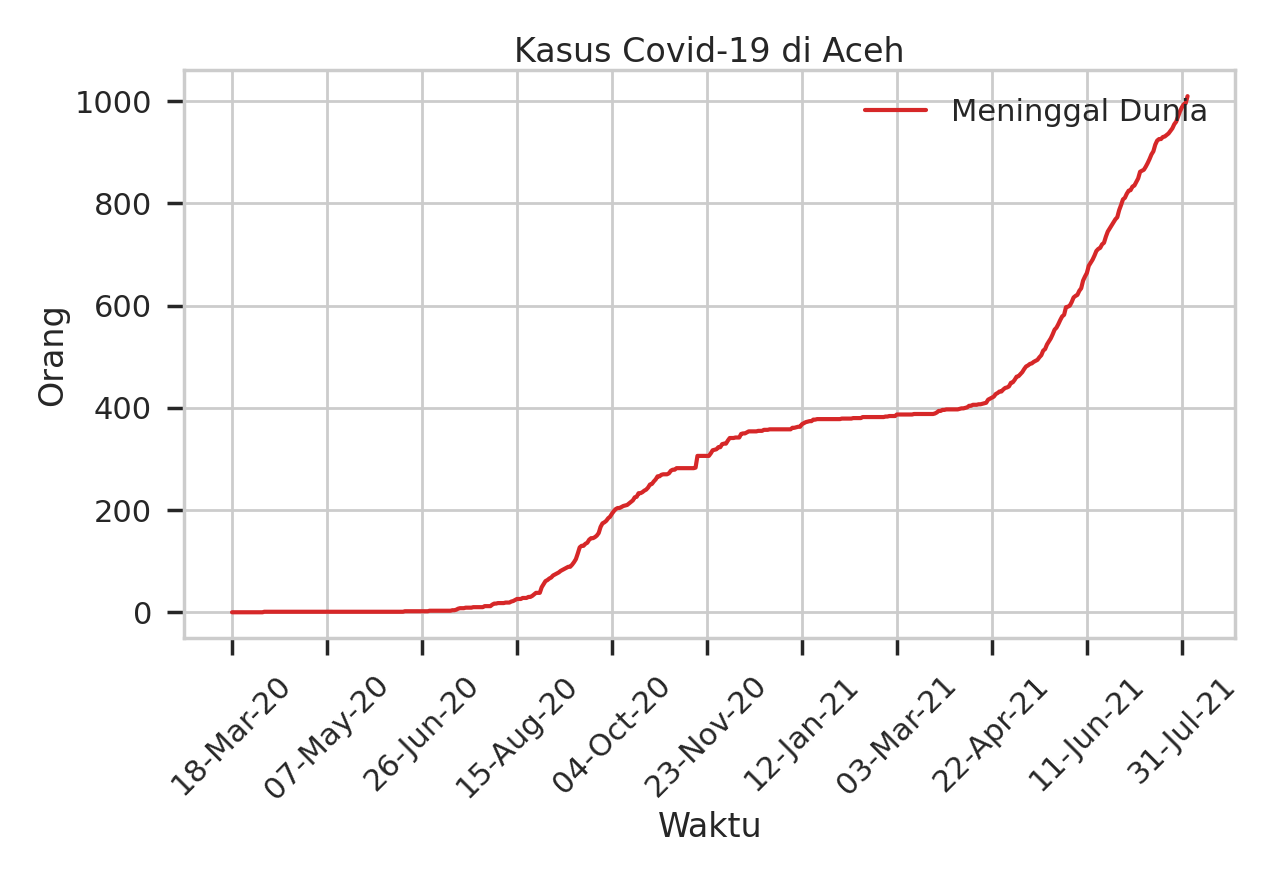 Kasus Covid-19 di Aceh
Meninggal Dunia
1000
800
600
400
200
0
Orang
18-Mar-20
07-May-20
26-Jun-20
15-Aug-20
04-Oct-20
23-Nov-20
12-Jan-21
03-Mar-21
22-Apr-21
11-Jun-21
31-Jul-21
Waktu